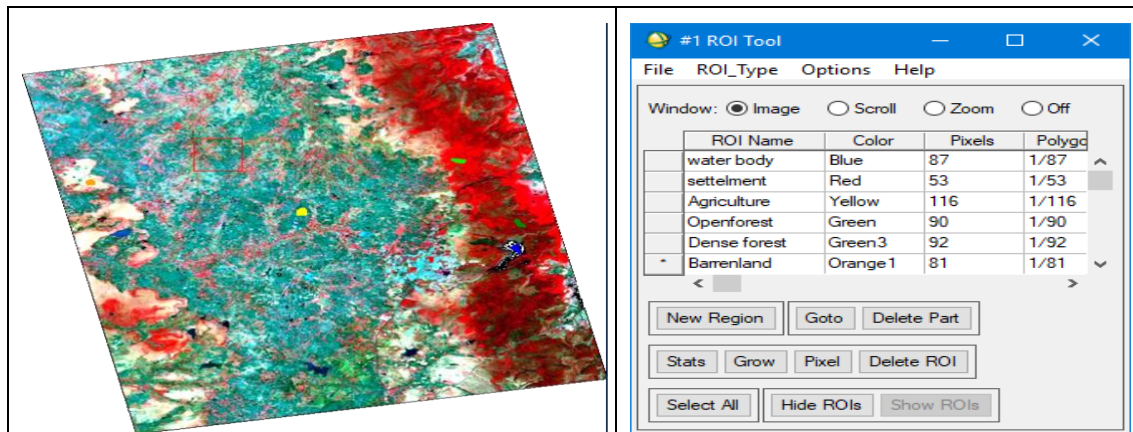 #1 ROI Tool
File ROI_Type Options Help
Window: Image Scroll Zoom Off
ROI Name Color Pixels Polygo
water body Blue 87 1/87
settelment Red 53 1/53
Agriculture Yellow 116 1/116
Openforest Green 90 1/90
Dense forest Green3 92 1/92
* Barrenland Orange1 81 1/81
New Region Goto Delete Part
Stats Grow Pixel Delete ROI
Select All Hide ROIs Show ROIs